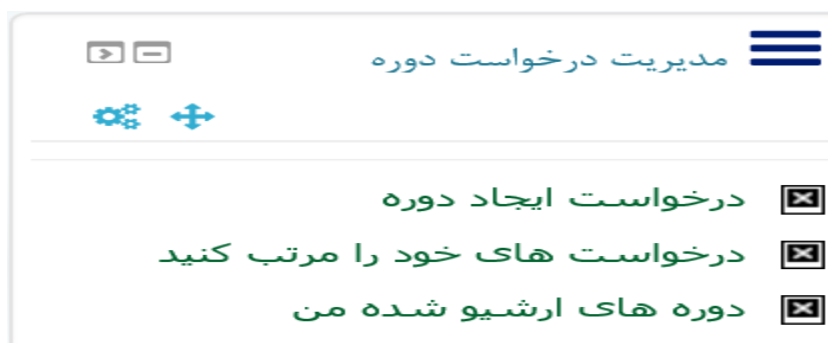 مدیریت درخواست دوره
درخواست ایجاد دوره
درخواست های خود را مرتب کنید
دوره های ارشیو شده من